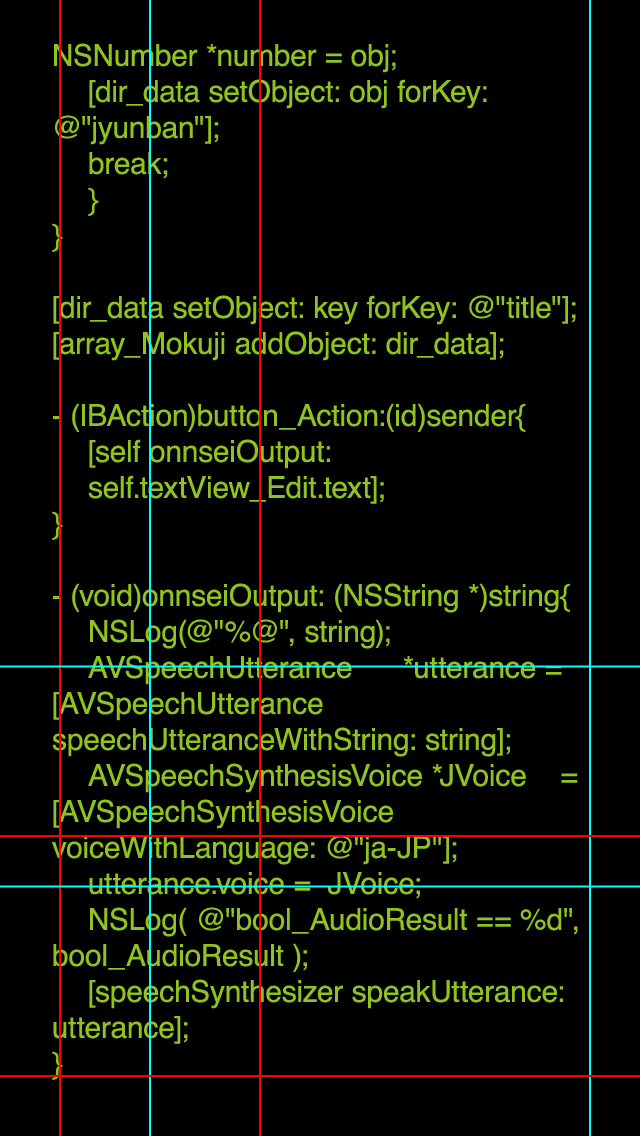 NSNumber *number = obj;
[dir_data setObject: obj forKey:
@"jyunban"];
break;
}
}
[dir_data setObject: key forKey: @"title"];
[array_Mokuji addObject: dir_data];
- (IBAction)button_Action:(id)sender{
[self onnseiOutput:
self.textView_Edit.text];
}
- (void)onnseiOutput: (NSString *)string{
NSLog(@"%@", string);
AVSpeechUtterance *utterance =
[AVSpeechUtterance
speechUtteranceWithString: string];
AVSpeechSynthesisVoice *JVoice =
[AVSpeechSynthesisVoice
voiceWithLanguage: @"ja-JP"];
utterance.voice = JVoice;
NSLog( @"bool_AudioResult == %d",
bool_AudioResult );
[speechSynthesizer speakUtterance:
utterance];
}